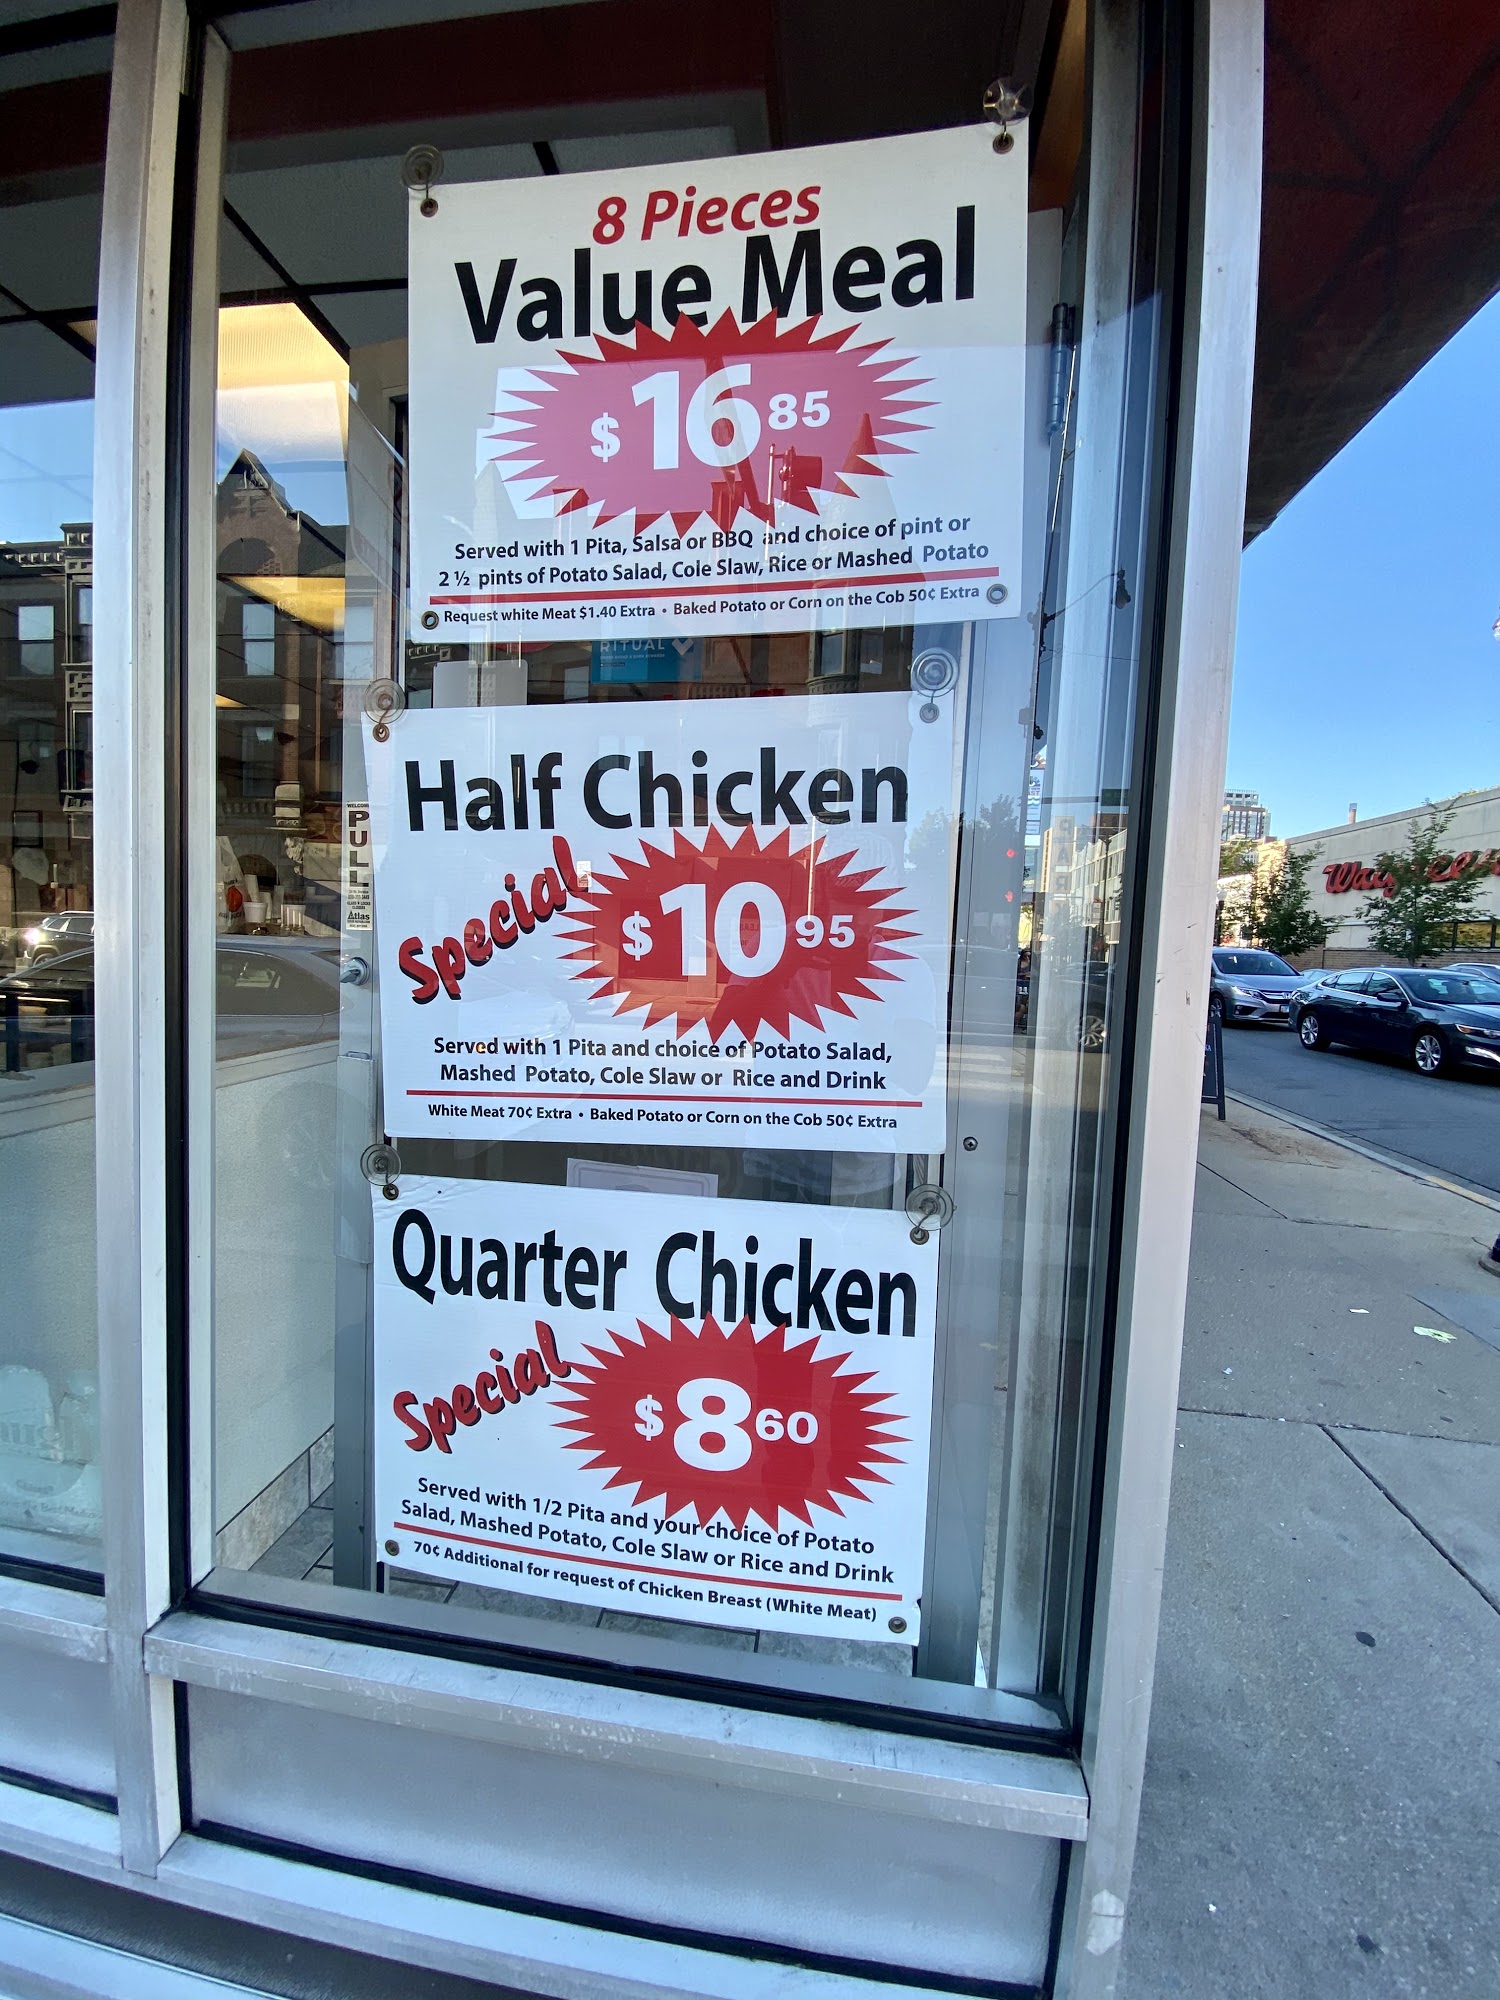 8 Pieces
Value Meal
$16 85
Served with 1 Pita, Salsa or BBQ and choice of pint or
2 ½ pints of Potato Salad, Cole Slaw, Rice or Mashed Potato
Request white Meat $1.40 Extra • Baked Potato or Corn on the Cob 50¢ Extra
RITUAL
Half Chicken
Special
$10 95
Served with 1 Pita and choice of Potato Salad,
Mashed Potato, Cole Slaw or Rice and Drink
White Meat 70¢ Extra • Baked Potato or Corn on the Cob 50¢ Extra
WELCOME
PULL
Atlas
Walgreens
Quarter Chicken
Special
$8 60
Served with 1/2 Pita and your choice of Potato
Salad, Mashed Potato, Cole Slaw or Rice and Drink
70¢ Additional for request of Chicken Breast (White Meat)